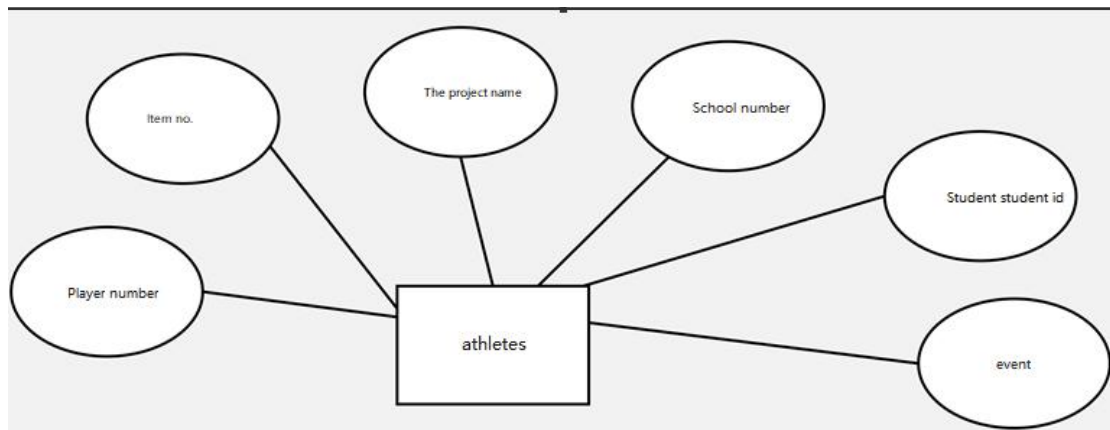 The project name
School number
Item no.
Student student id
Player number
athletes
event